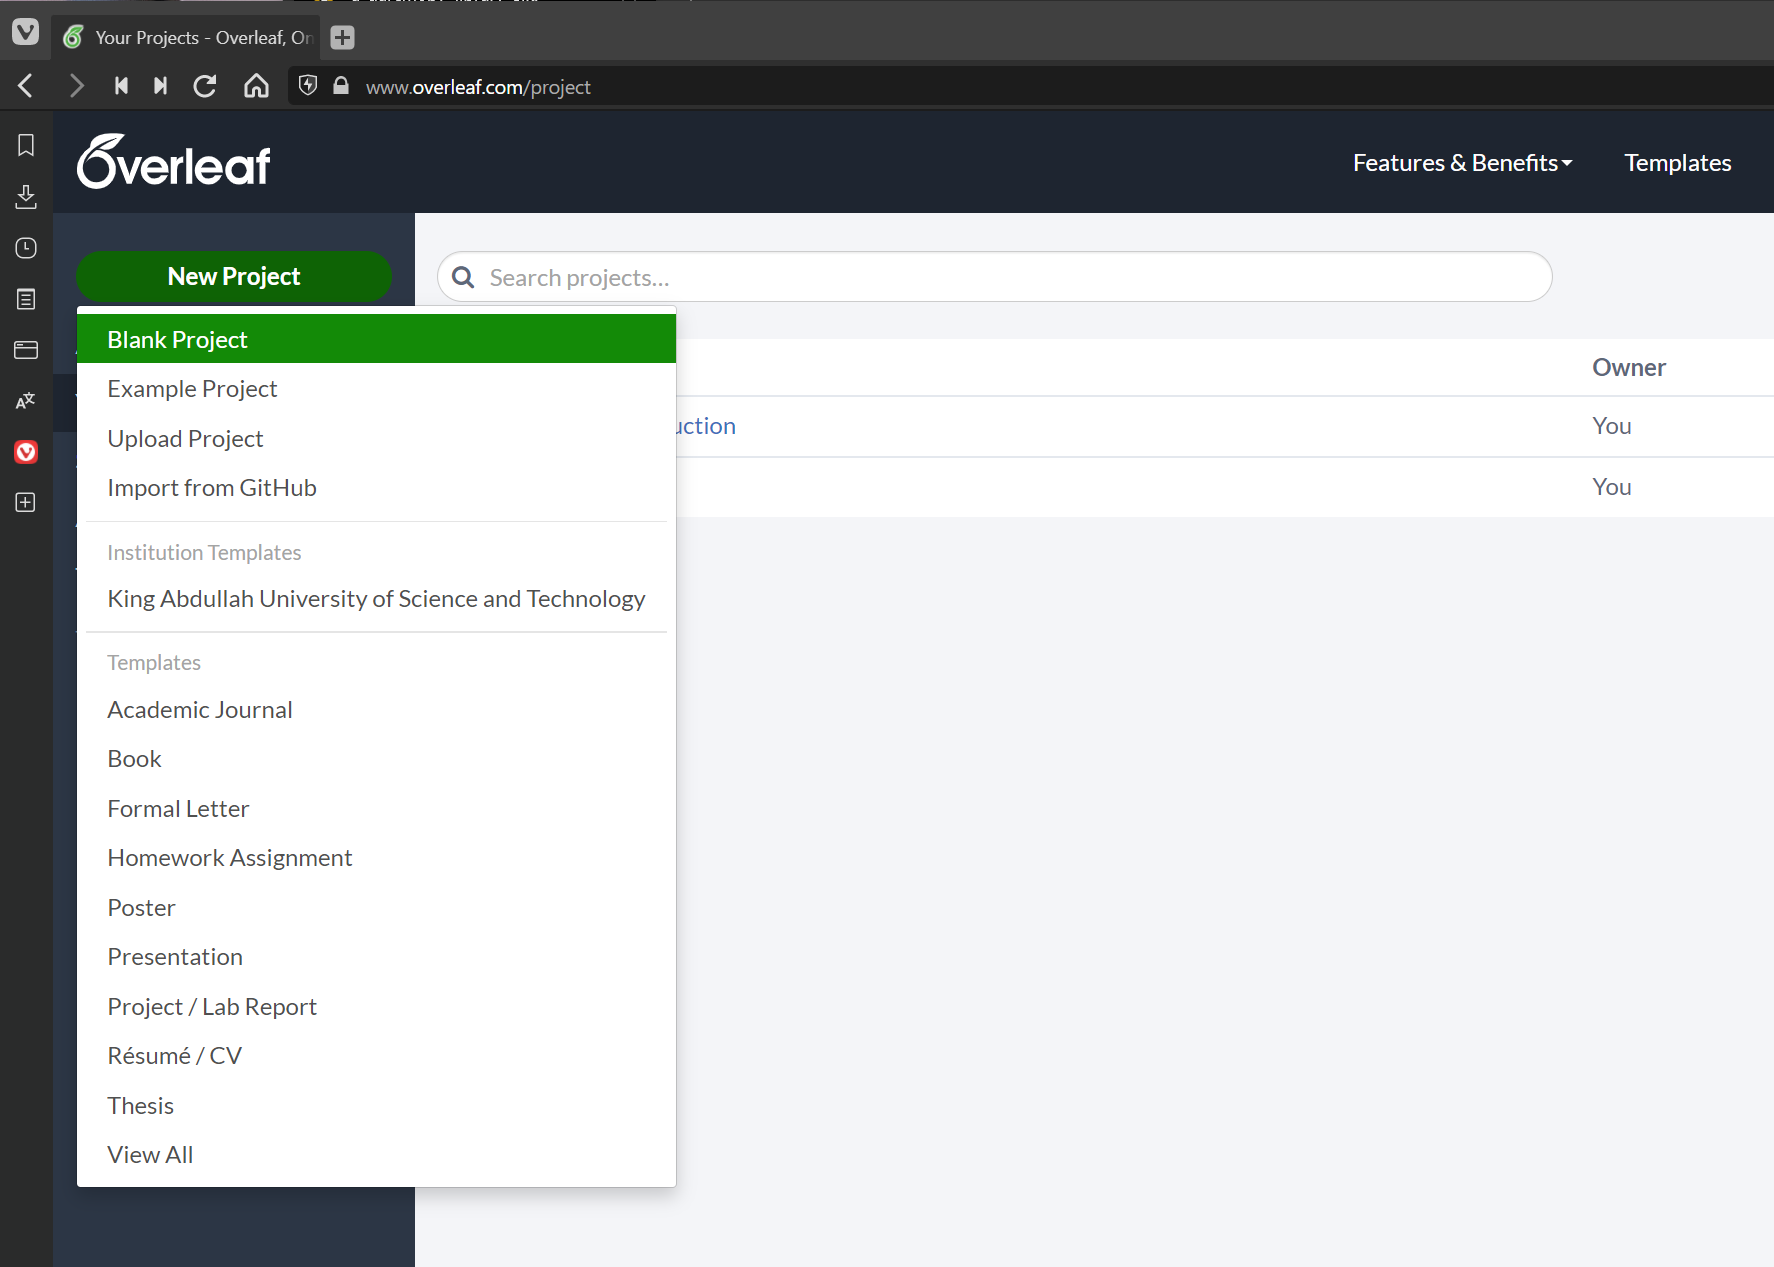 Your Projects - Overleaf, On
www.overleaf.com/project
Overleaf
Features & Benefits
Templates
New Project
Search projects...
Blank Project
Example Project
Upload Project
Import from GitHub
Institution Templates
King Abdullah University of Science and Technology
Templates
Academic Journal
Book
Formal Letter
Homework Assignment
Poster
Presentation
Project / Lab Report
Résumé / CV
Thesis
View All
Owner
uction
You
You